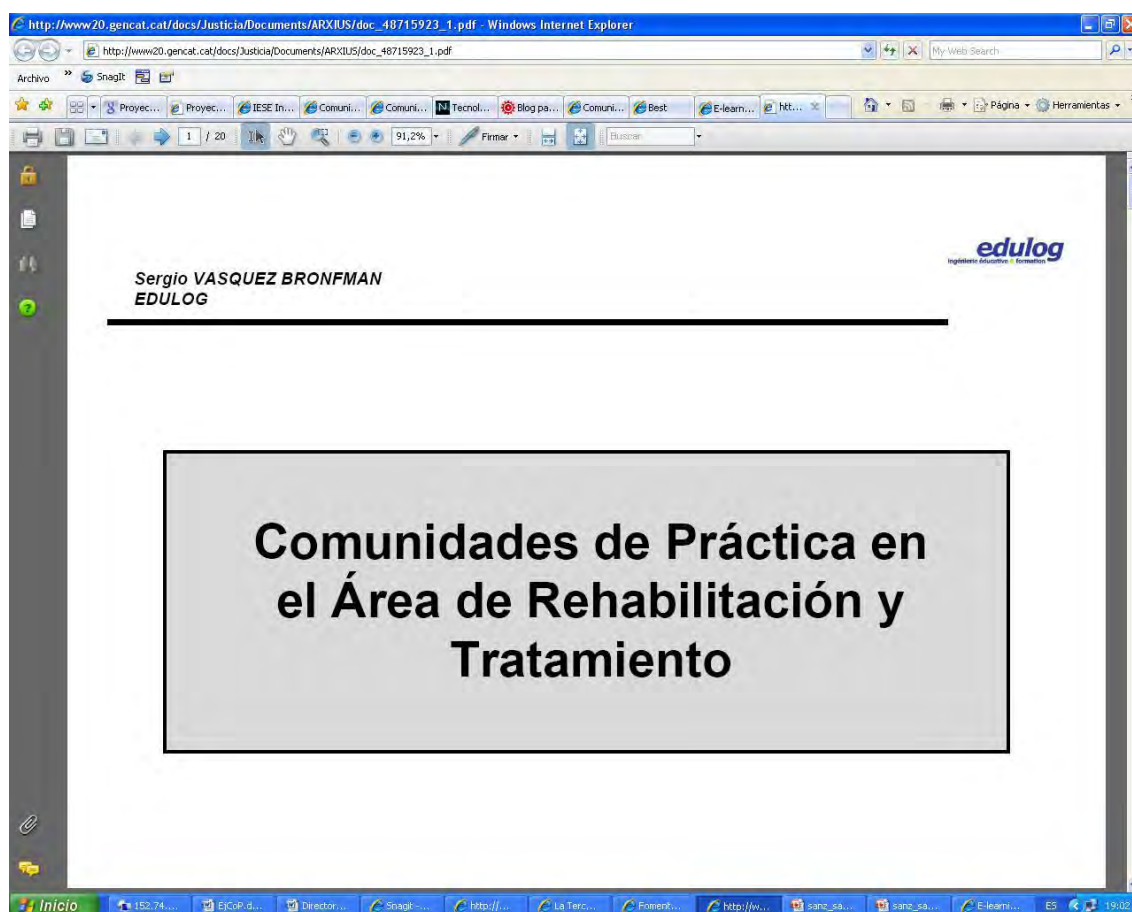 http://www20.gencat.cat/docs/Justicia/Documents/ARXIUS/doc_48715923_1.pdf - Windows Internet Explorer
http://www20.gencat.cat/docs/Justicia/Documents/ARXIUS/doc_48715923_1.pdf
My Web Search
Archivo » SnagIt
Proyec... Proyec... IESE In... Comuni... Comuni... Tecnol... Blog pa... Comuni... Best E-learn... htt... Página Herramientas
1 / 20 91,2% Firmar Buscar
edulog
ingénierie éducative & formation
Sergio VASQUEZ BRONFMAN
EDULOG
Comunidades de Práctica en
el Área de Rehabilitación y
Tratamiento
Inicio 152.74.... EjCoP.d... Director... SnagIt -... http://... La Terc... Foment... http://w... sanz_sa... sanz_sa... E-learni... ES 19:02